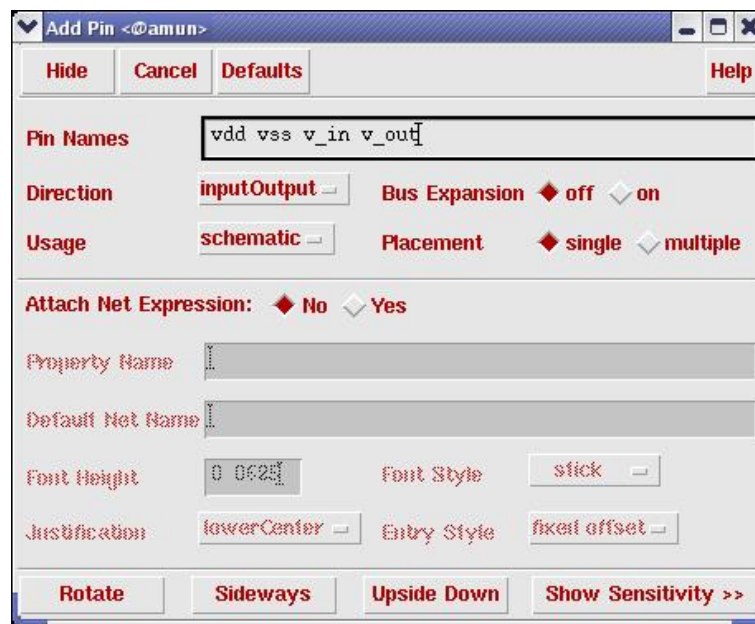 Add Pin <@amun>
Hide Cancel Defaults Help
Pin Names vdd vss v_in v_out
Direction inputOutput Bus Expansion off on
Usage schematic Placement single multiple
Attach Net Expression: No Yes
Property Name
Default Net Name
Font Height 0.0625 Font Style stick
Justification lowerCenter Entry Style fixed offset
Rotate Sideways Upside Down Show Sensitivity >>